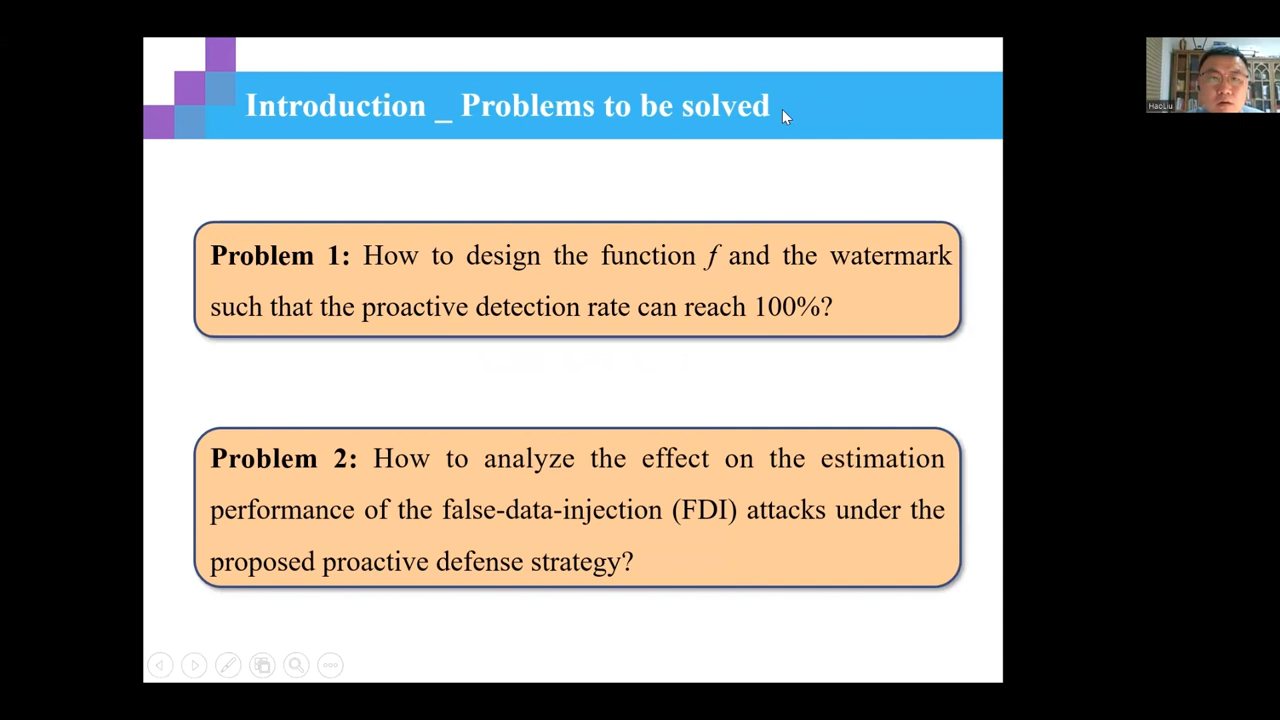 Introduction _ Problems to be solved
HaoLiu
Problem 1: How to design the function f and the watermark
such that the proactive detection rate can reach 100%?
Problem 2: How to analyze the effect on the estimation
performance of the false-data-injection (FDI) attacks under the
proposed proactive defense strategy?